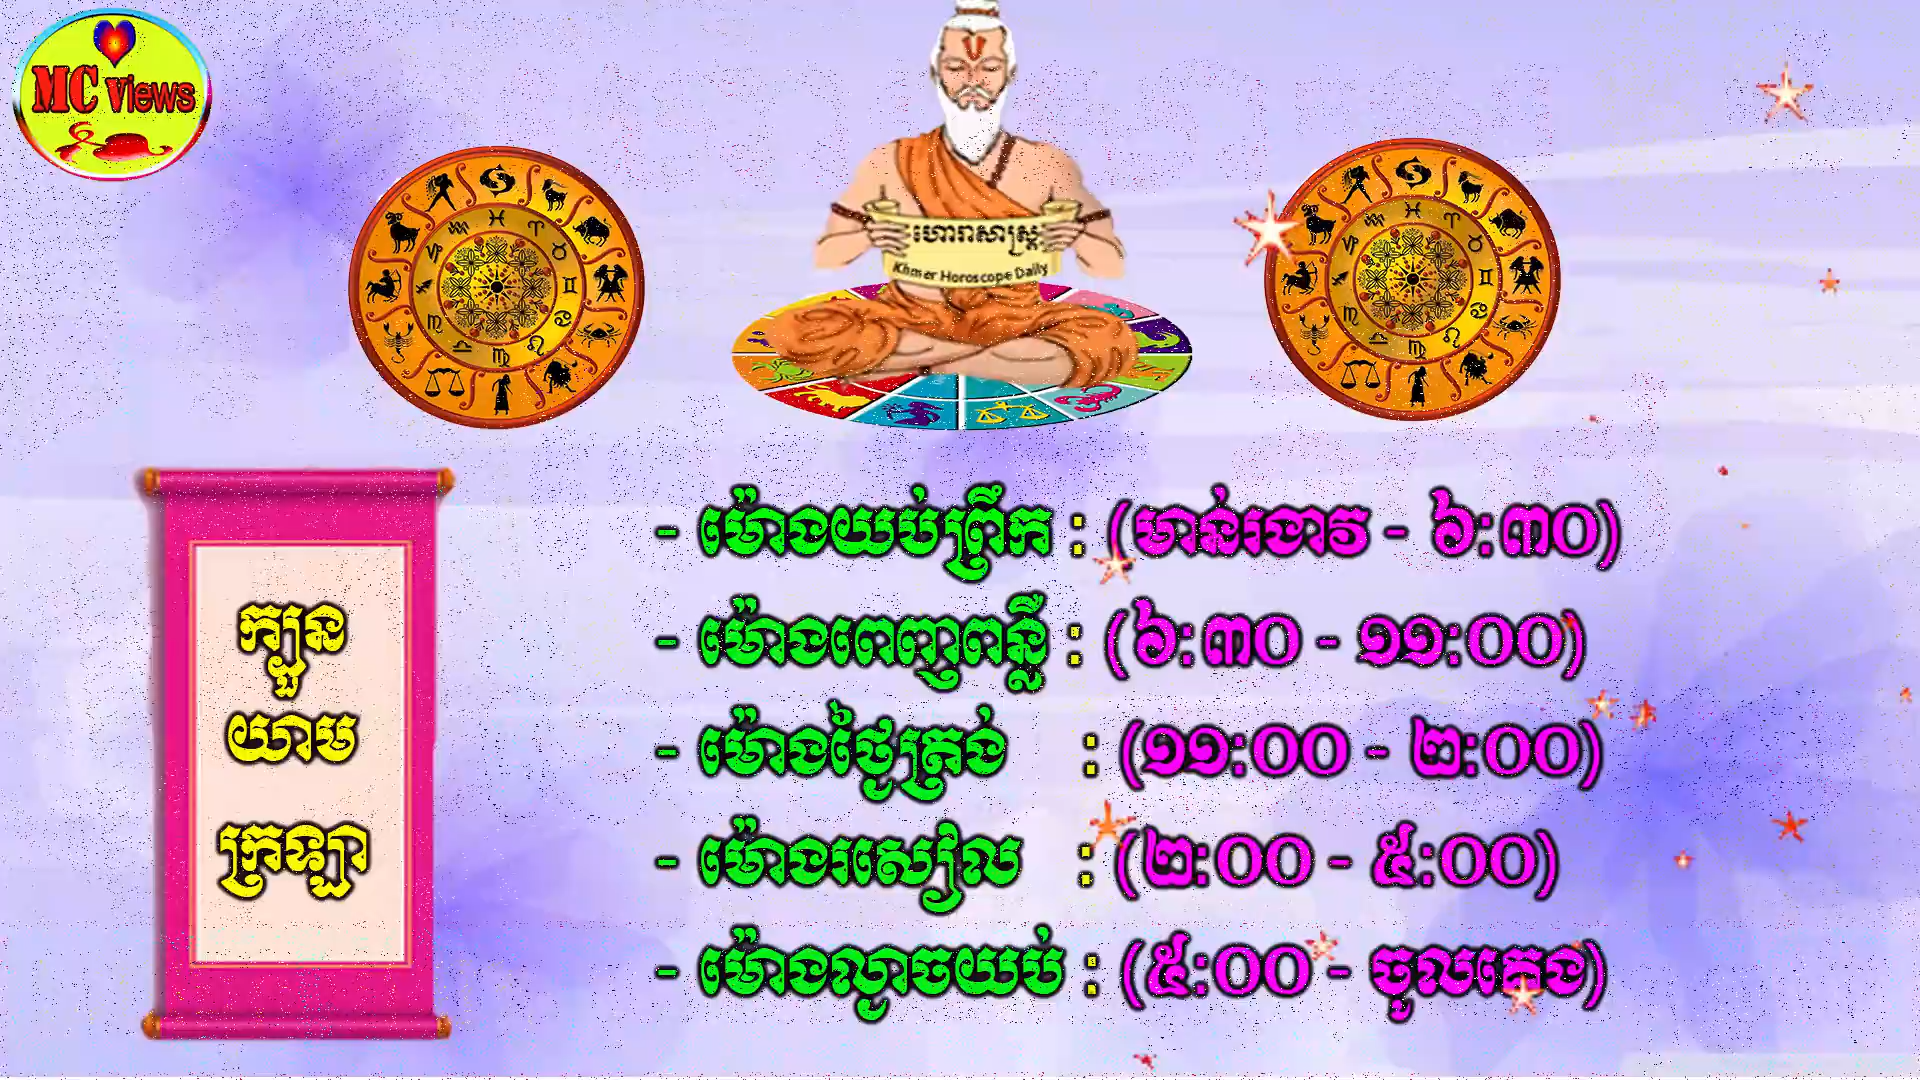 MC Views
ហោរាសាស្ត្រ
Khmer Horoscope Daily
ក្បួន
យាម
ក្រឡា
- ម៉ោងយប់ព្រឹក : (មាន់រងាវ - ៦:៣០)
- ម៉ោងពេញពន្លឺ : (៦:៣០ - ១១:០០)
- ម៉ោងថ្ងៃត្រង់ : (១១:០០ - ២:០០)
- ម៉ោងរសៀល : (២:០០ - ៥:០០)
- ម៉ោងល្ងាចយប់ : (៥:០០ - ចូលគេង)